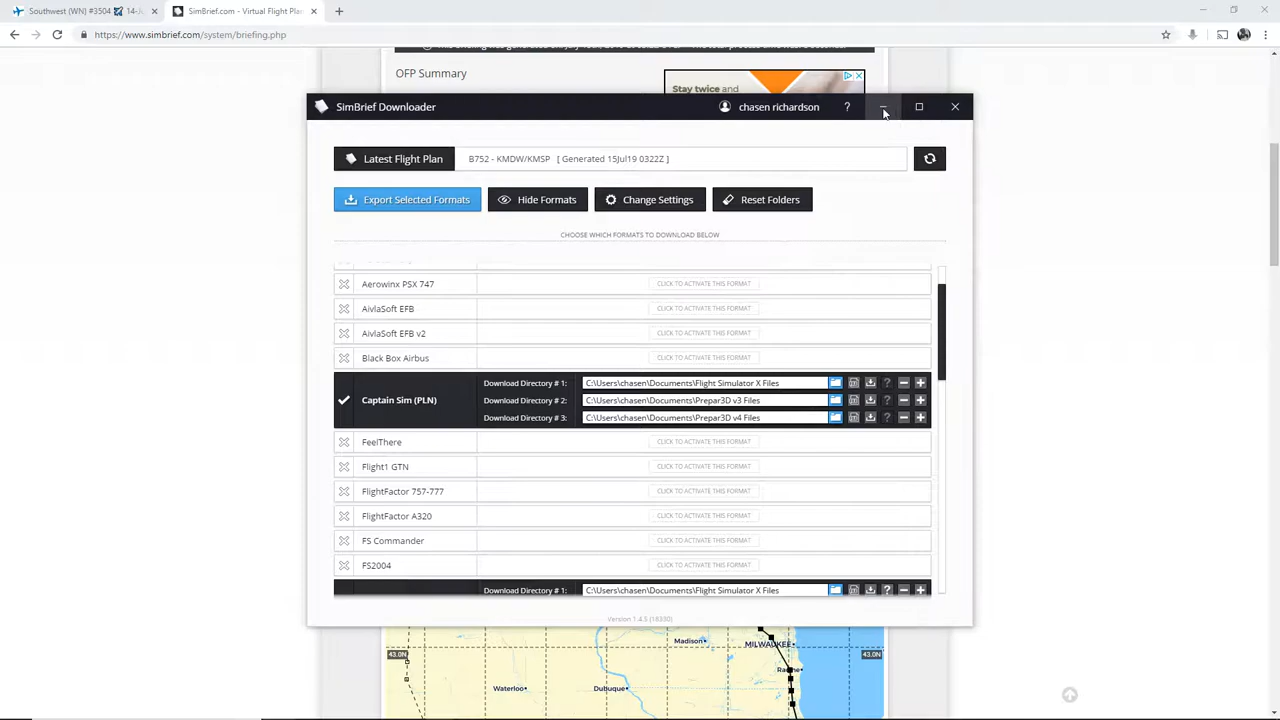 Southwest (WN) #3504
14-Ju
SimBrief.com - Virtual Flight Plan
https://www.simbrief.com/system/briefing.php
OFP Summary
Stay twice and
SimBrief Downloader
chasen richardson
?
Latest Flight Plan
B752 - KMDW/KMSP [ Generated 15Jul19 0322Z ]
Export Selected Formats
Hide Formats
Change Settings
Reset Folders
CHOOSE WHICH FORMATS TO DOWNLOAD BELOW
Aerowinx PSX 747
CLICK TO ACTIVATE THIS FORMAT
AivlaSoft EFB
CLICK TO ACTIVATE THIS FORMAT
AivlaSoft EFB v2
CLICK TO ACTIVATE THIS FORMAT
Black Box Airbus
CLICK TO ACTIVATE THIS FORMAT
Captain Sim (PLN)
Download Directory # 1: C:\Users\chasen\Documents\Flight Simulator X Files
Download Directory # 2: C:\Users\chasen\Documents\Prepar3D v3 Files
Download Directory # 3: C:\Users\chasen\Documents\Prepar3D v4 Files
FeelThere
CLICK TO ACTIVATE THIS FORMAT
Flight1 GTN
CLICK TO ACTIVATE THIS FORMAT
FlightFactor 757-777
CLICK TO ACTIVATE THIS FORMAT
FlightFactor A320
CLICK TO ACTIVATE THIS FORMAT
FS Commander
CLICK TO ACTIVATE THIS FORMAT
FS2004
CLICK TO ACTIVATE THIS FORMAT
Download Directory # 1: C:\Users\chasen\Documents\Flight Simulator X Files
Version 1.4.5 (18330)
Madison
MILWAUKEE
43.0N
43.0N
Racine
Waterloo
Dubuque